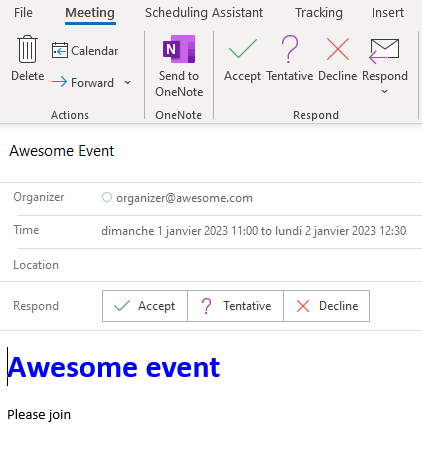 File Meeting Scheduling Assistant Tracking Insert
Delete
Calendar
Forward
Actions
N
Send to
OneNote
OneNote
Accept Tentative Decline Respond
Respond
Awesome Event
Organizer organizer@awesome.com
Time dimanche 1 janvier 2023 11:00 to lundi 2 janvier 2023 12:30
Location
Respond Accept Tentative Decline
Awesome event
Please join